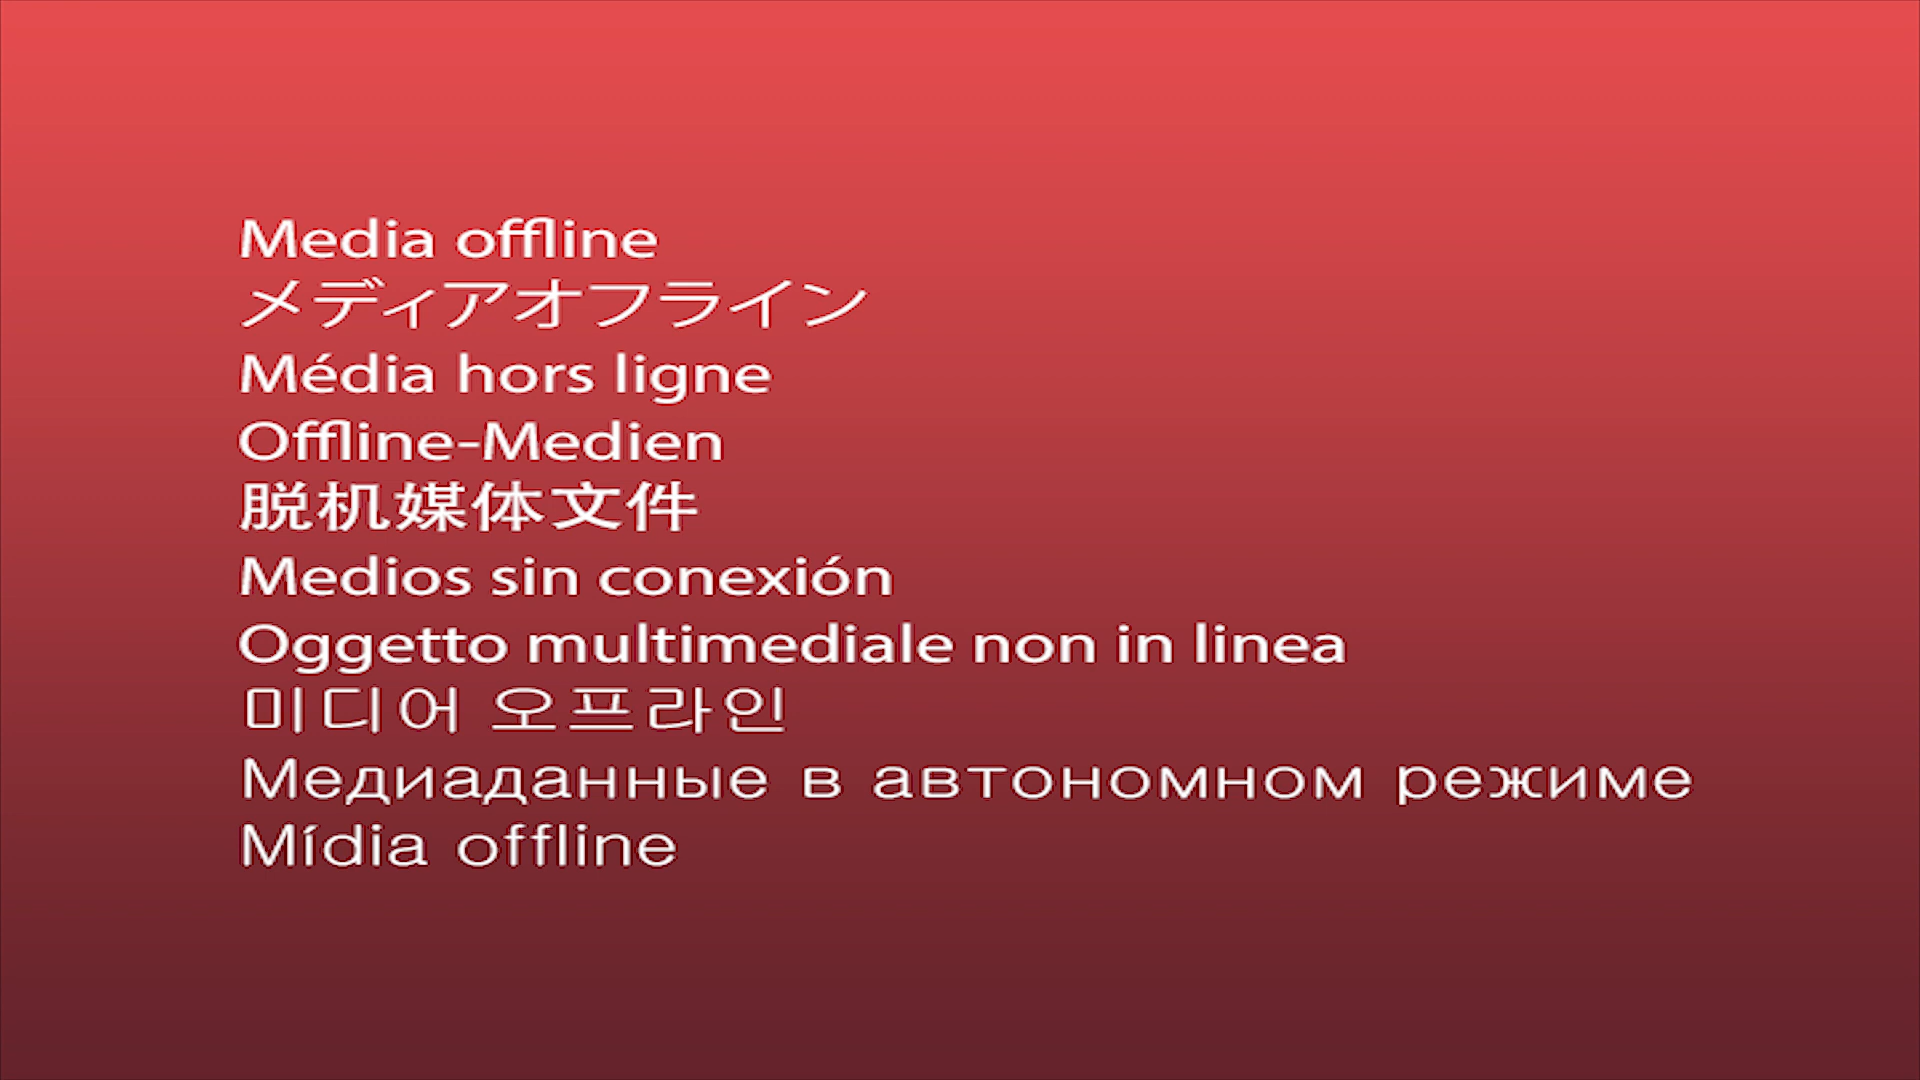 Media offline
メディアオフライン
Média hors ligne
Offline-Medien
脱机媒体文件
Medios sin conexión
Oggetto multimediale non in linea
미디어 오프라인
Медиаданные в автономном режиме
Mídia offline